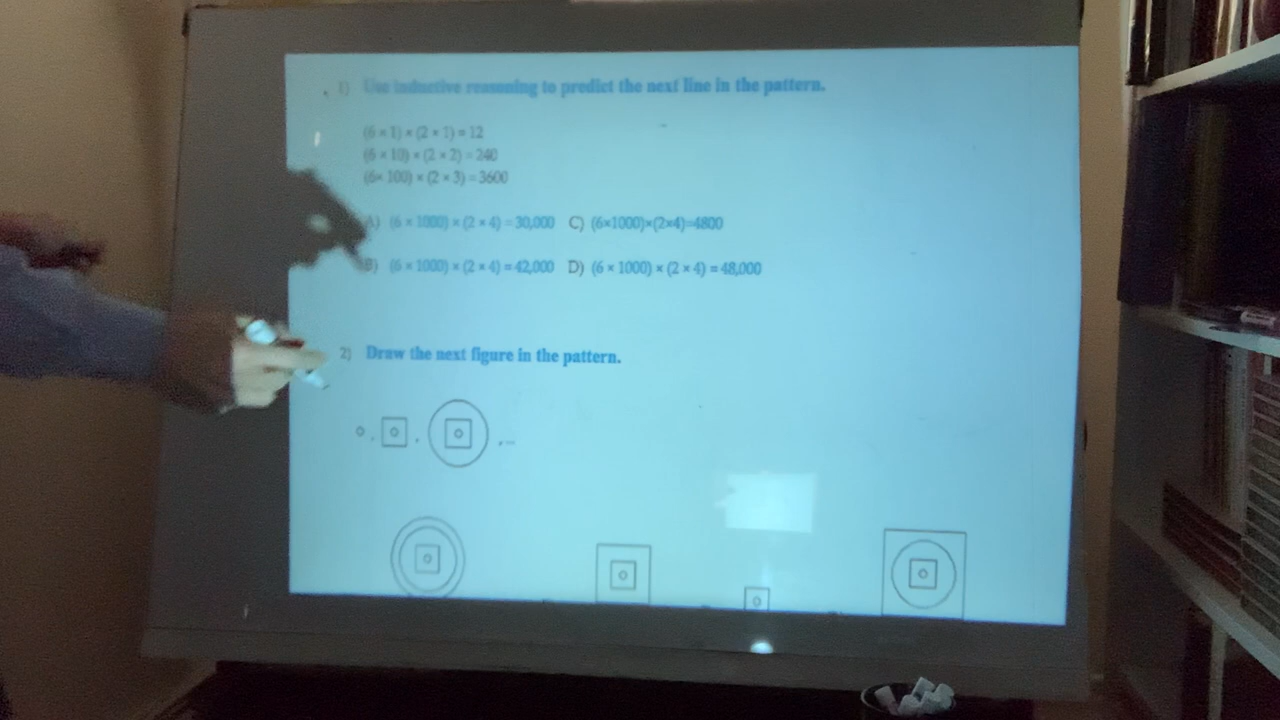 1) Use inductive reasoning to predict the next line in the pattern.
(6 × 1) × (2 × 1) = 12
(6 × 10) × (2 × 2) = 240
(6× 100) × (2 × 3) = 3600
A) (6 × 1000) × (2 × 4) = 30,000 C) (6×1000)×(2×4)=4800
B) (6 × 1000) × (2 × 4) = 42,000 D) (6 × 1000) × (2 × 4) = 48,000
2) Draw the next figure in the pattern.